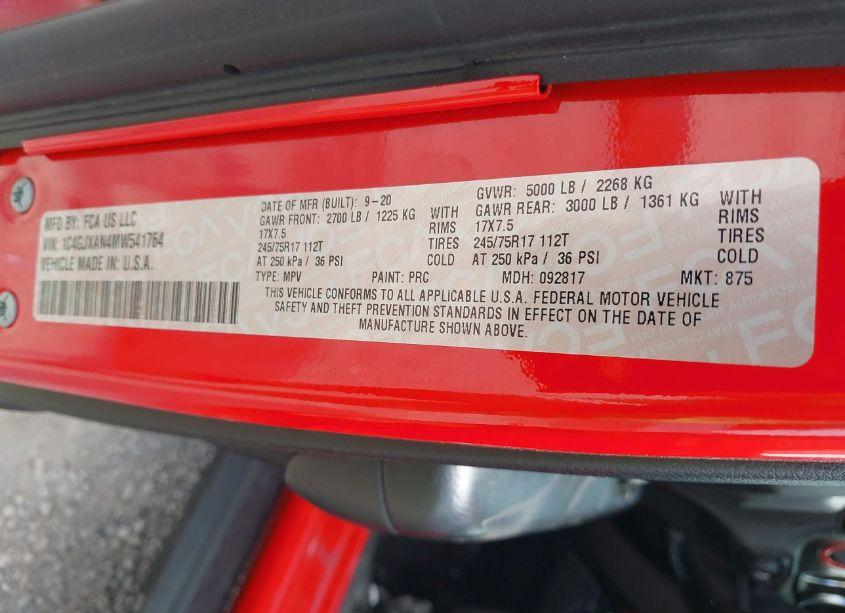 MFD BY: FCA US LLC
VIN: 1C4GJXAN4MW541764
VEHICLE MADE IN: U.S.A.
DATE OF MFR (BUILT): 9-20
GAWR FRONT: 2700 LB / 1225 KG WITH
17X7.5 RIMS
245/75R17 112T TIRES
AT 250 kPa / 36 PSI COLD
GVWR: 5000 LB / 2268 KG
GAWR REAR: 3000 LB / 1361 KG WITH
17X7.5 RIMS
245/75R17 112T TIRES
AT 250 kPa / 36 PSI COLD
TYPE: MPV PAINT: PRC MDH: 092817 MKT: 875
THIS VEHICLE CONFORMS TO ALL APPLICABLE U.S.A. FEDERAL MOTOR VEHICLE
SAFETY AND THEFT PREVENTION STANDARDS IN EFFECT ON THE DATE OF
MANUFACTURE SHOWN ABOVE.